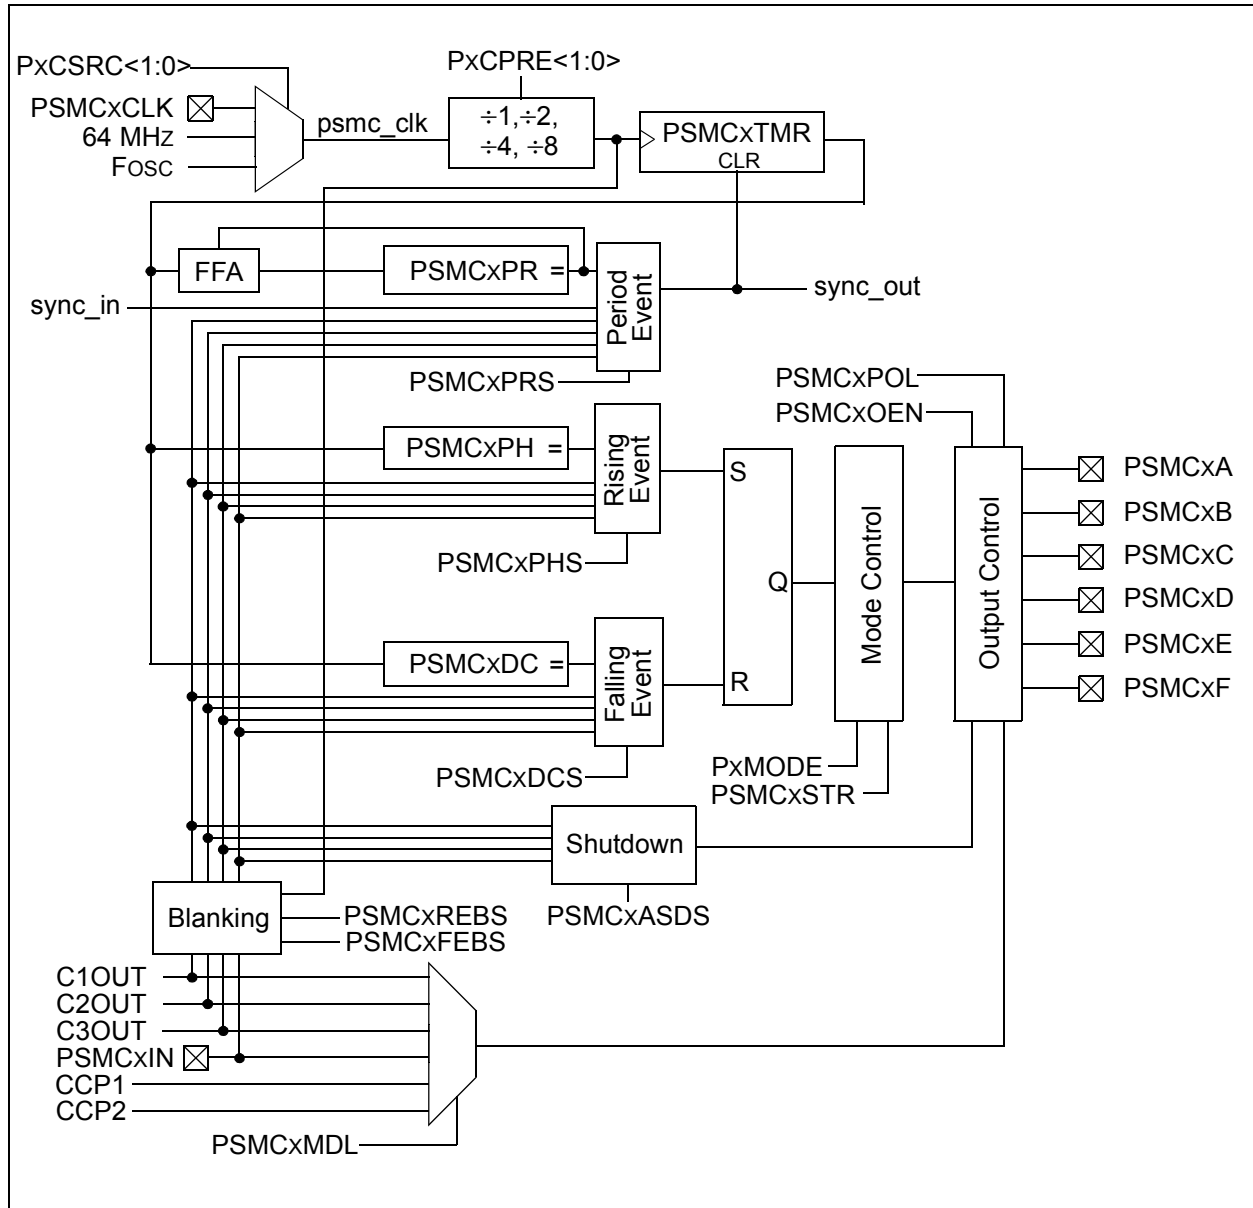 PxCSRC<1:0>
PSMCxCLK
64 MHz
FOSC
psmc_clk
PxCPRE<1:0>
÷1,÷2,
÷4, ÷8
PSMCxTMR
CLR
FFA
PSMCxPR =
sync_in
Period
Event
sync_out
PSMCxPRS
PSMCxPH =
Rising
Event
PSMCxPHS
PSMCxDC =
Falling
Event
PSMCxDCS
S
Q
R
PSMCxPOL
PSMCxOEN
Mode Control
Output Control
PSMCxA
PSMCxB
PSMCxC
PSMCxD
PSMCxE
PSMCxF
PxMODE
PSMCxSTR
Shutdown
PSMCxASDS
Blanking
PSMCxREBS
PSMCxFEBS
C1OUT
C2OUT
C3OUT
PSMCxIN
CCP1
CCP2
PSMCxMDL